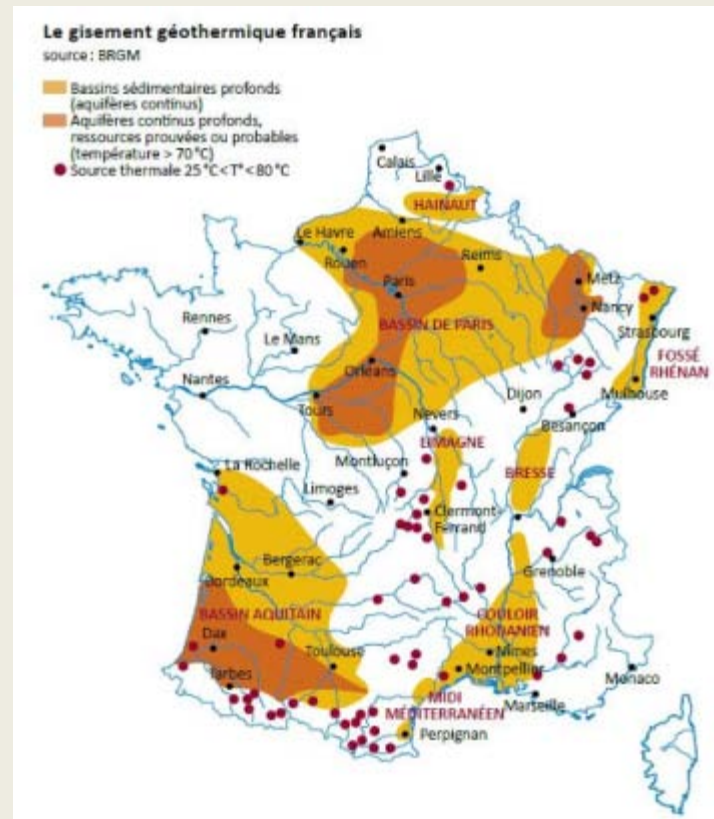 Le gisement géothermique français
source : BRGM
Bassins sédimentaires profonds
(aquifères continus)
Aquifères continus profonds,
ressources prouvées ou probables
(température > 70 °C)
Source thermale 25 °C < T° < 80 °C
Calais
Lille
HAINAUT
Le Havre
Amiens
Rouen
Reims
Paris
Metz
Nancy
BASSIN DE PARIS
Strasbourg
Rennes
Le Mans
FOSSÉ
RHÉNAN
Orléans
Nantes
Tours
Dijon
Mulhouse
Nevers
Besançon
LIMAGNE
La Rochelle
Montluçon
BRESSE
Limoges
Clermont-
Ferrand
Bergerac
Bordeaux
Grenoble
BASSIN AQUITAIN
COULOIR
RHODANIEN
Dax
Toulouse
Nîmes
Tarbes
Montpellier
Monaco
MIDI
MÉDITERRANÉEN
Marseille
Perpignan